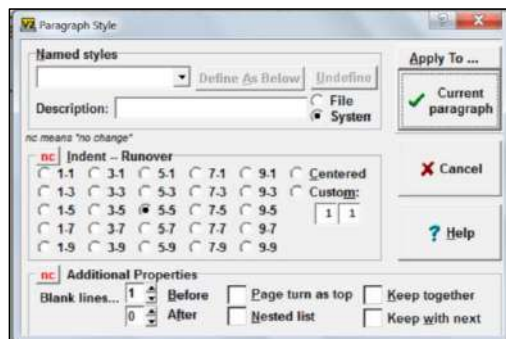 VZ Paragraph Style
Named styles
Define As Below Undefine
Description:
File
System
nc means "no change"
nc Indent -- Runover
1-1 3-1 5-1 7-1 9-1 Centered
1-3 3-3 5-3 7-3 9-3 Custom:
1-5 3-5 5-5 7-5 9-5 1 1
1-7 3-7 5-7 7-7 9-7
1-9 3-9 5-9 7-9 9-9
nc Additional Properties
Blank lines... 1 Before Page turn as top Keep together
0 After Nested list Keep with next
Apply To ...
Current
paragraph
Cancel
? Help